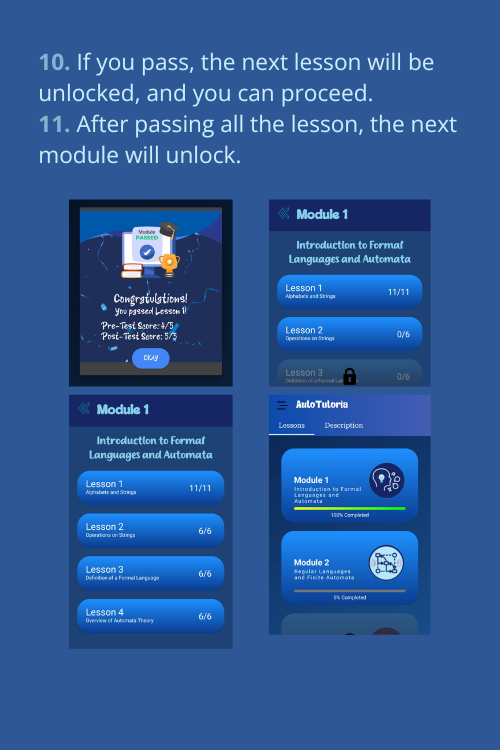 10. If you pass, the next lesson will be
unlocked, and you can proceed.
11. After passing all the lesson, the next
module will unlock.
Module
PASSED
Congratulations!
You passed Lesson 1!
Pre-Test Score: 4/5
Post-Test Score: 5/5
OKAY
Module 1
Introduction to Formal
Languages and Automata
Lesson 1
Alphabets and Strings
11/11
Lesson 2
Operations on Strings
0/6
Lesson 3
Definition of a Formal Lan
0/6
Module 1
Introduction to Formal
Languages and Automata
Lesson 1
Alphabets and Strings
11/11
Lesson 2
Operations on Strings
6/6
Lesson 3
Definition of a Formal Language
6/6
Lesson 4
Overview of Automata Theory
6/6
AutoTutoria
Lessons Description
Module 1
Introduction to Formal
Languages and
Automata
100% Completed
Module 2
Regular Languages
and Finite Automata
0% Completed